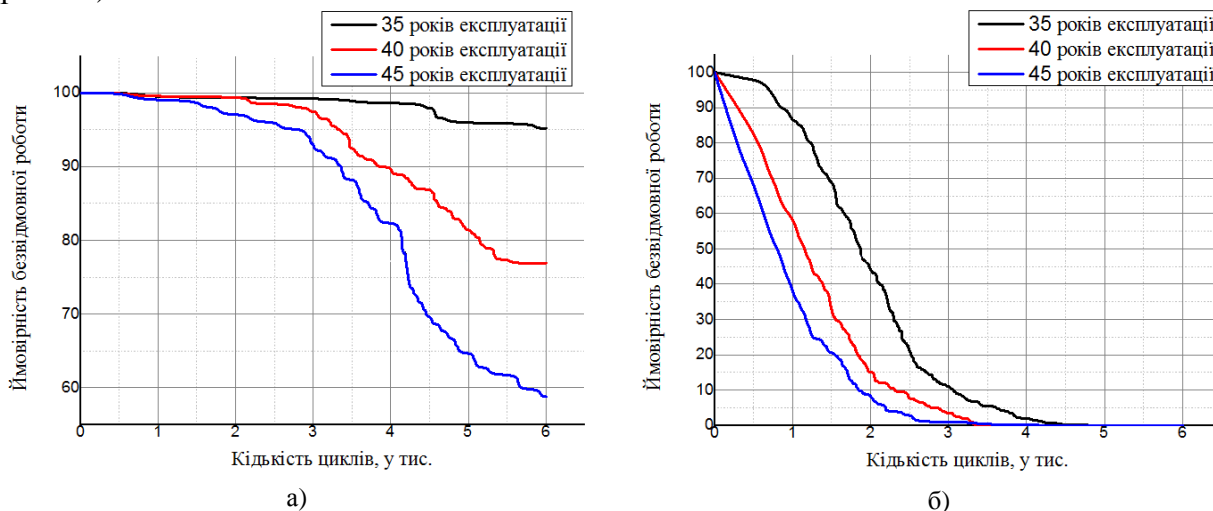 35 років експлуатації
40 років експлуатації
45 років експлуатації
Ймовірність безвідмовної роботи
100
90
80
70
60
0 1 2 3 4 5 6
Кідькість циклів, у тис.
а)
35 років експлуатації
40 років експлуатації
45 років експлуатації
Ймовірність безвідмовної роботи
100
90
80
70
60
50
40
30
20
10
0
0 1 2 3 4 5 6
Кідькість циклів, у тис.
б)